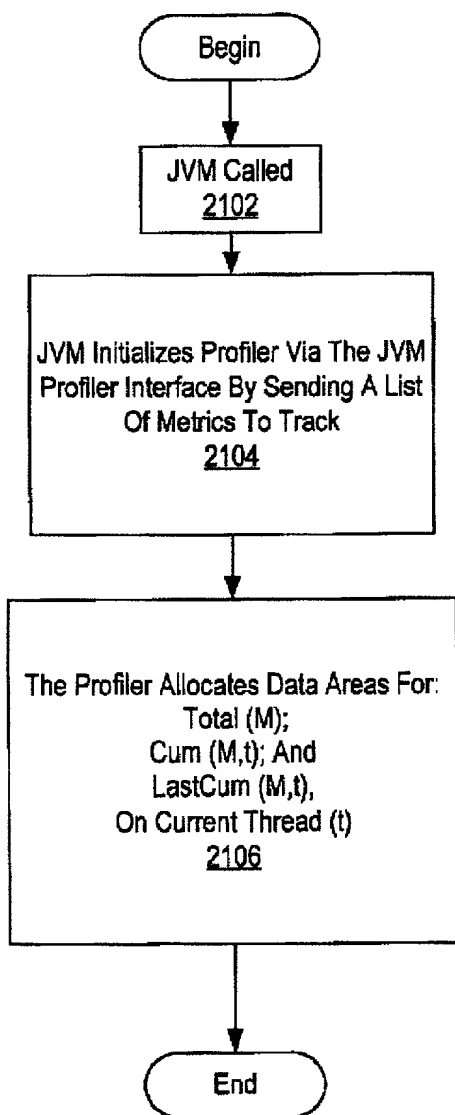 Begin
JVM Called
2102
JVM Initializes Profiler Via The JVM
Profiler Interface By Sending A List
Of Metrics To Track
2104
The Profiler Allocates Data Areas For:
Total (M);
Cum (M,t); And
LastCum (M,t),
On Current Thread (t)
2106
End